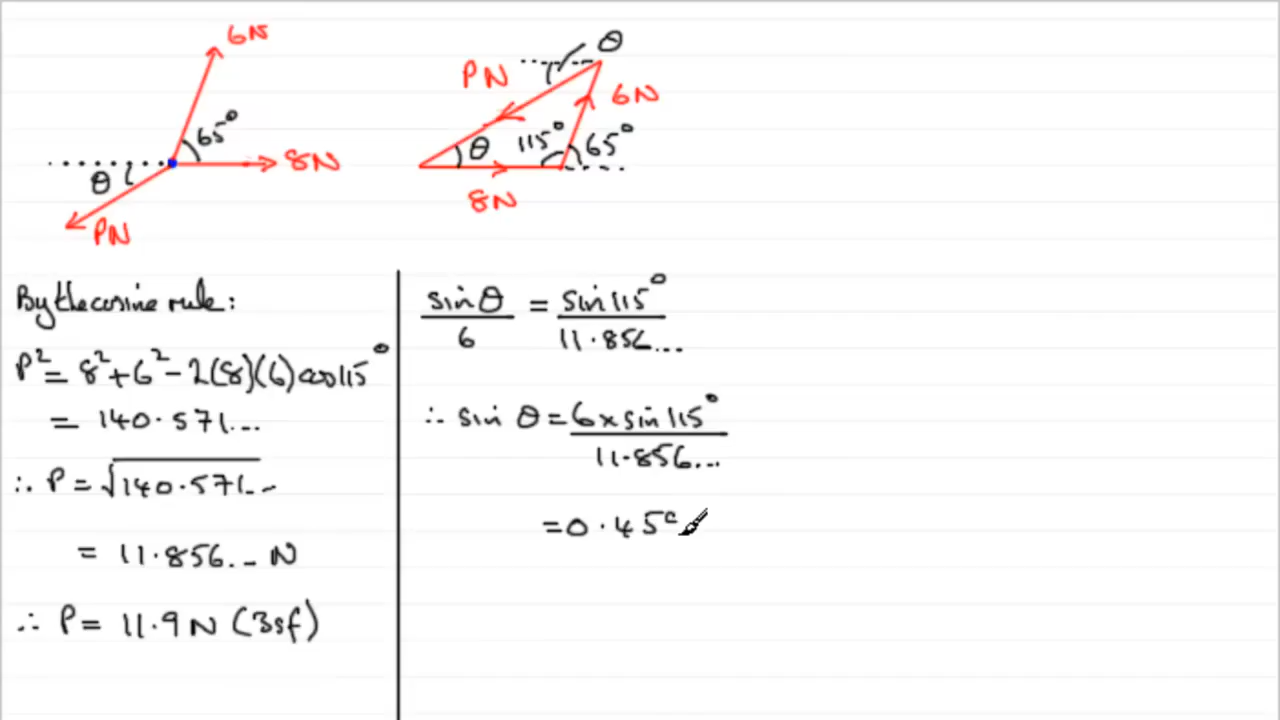 6N
65°
8N
θ
PN
θ
PN
6N
θ
115°
65°
8N
By the cosine rule:
P² = 8² + 6² - 2(8)(6) cos 115°
= 140.571...
∴ P = √140.571...
= 11.856... N
∴ P = 11.9 N (3sf)
sin θ / 6 = sin 115° / 11.856...
∴ sin θ = 6 × sin 115° / 11.856...
= 0.45